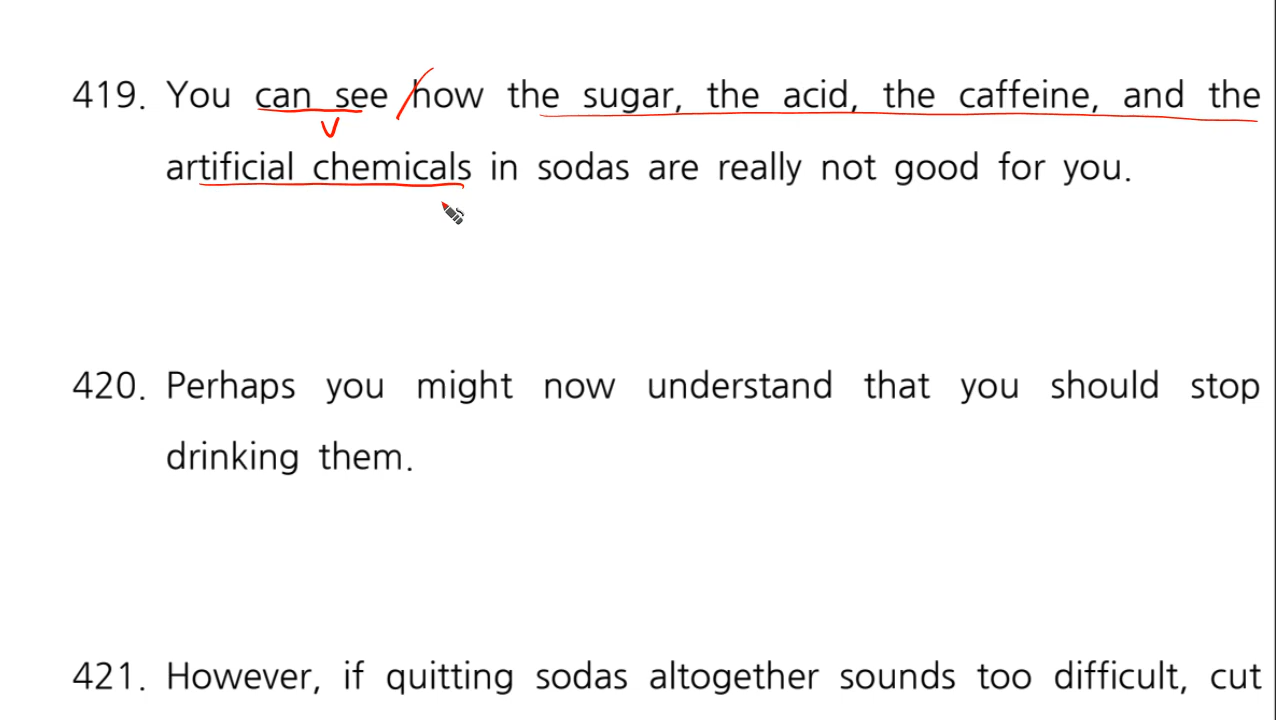 419. You can see how the sugar, the acid, the caffeine, and the
artificial chemicals in sodas are really not good for you.
V
420. Perhaps you might now understand that you should stop
drinking them.
421. However, if quitting sodas altogether sounds too difficult, cut